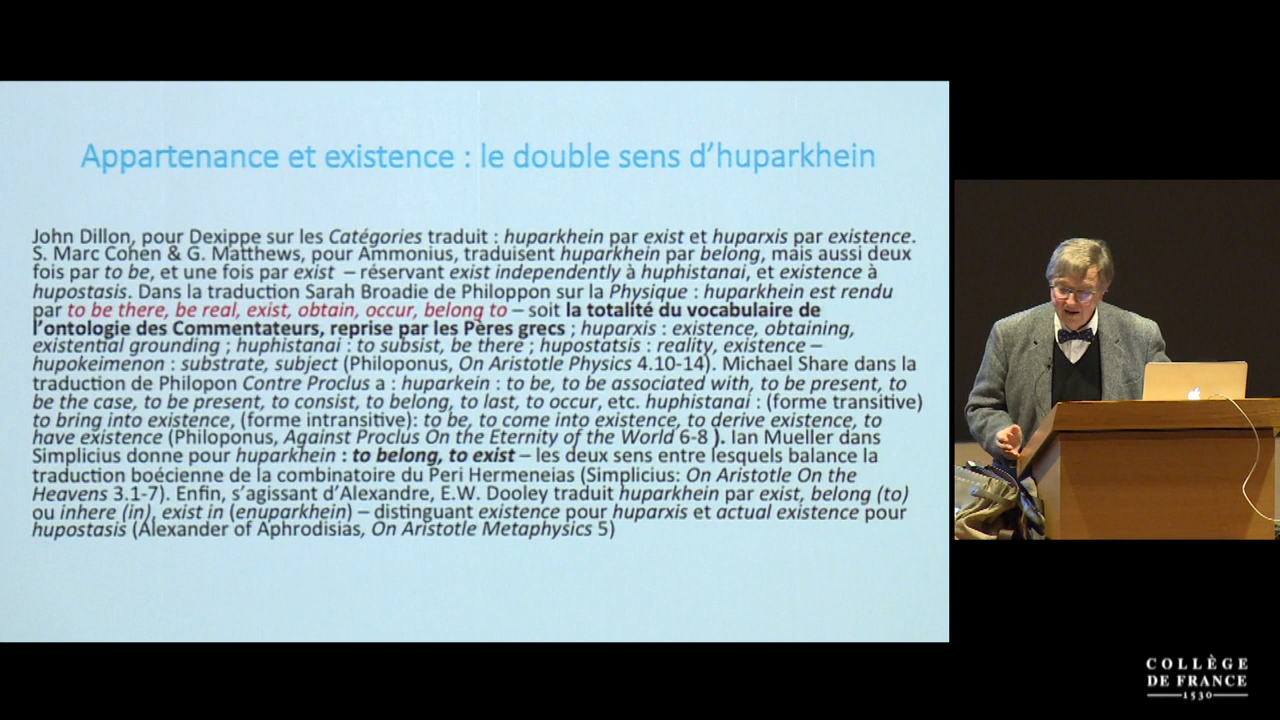 Appartenance et existence : le double sens d’huparkhein
John Dillon, pour Dexippe sur les Catégories traduit : huparkhein par exist et huparxis par existence.
S. Marc Cohen & G. Matthews, pour Ammonius, traduisent huparkhein par belong, mais aussi deux
fois par to be, et une fois par exist – réservant exist independently à huphistanai, et existence à
hupostasis. Dans la traduction Sarah Broadie de Philoppon sur la Physique : huparkhein est rendu
par to be there, be real, exist, obtain, occur, belong to – soit la totalité du vocabulaire de
l’ontologie des Commentateurs, reprise par les Pères grecs ; huparxis : existence, obtaining,
existential grounding ; huphistanai : to subsist, be there ; hupostatsis : reality, existence –
hupokeimenon : substrate, subject (Philoponus, On Aristotle Physics 4.10-14). Michael Share dans la
traduction de Philopon Contre Proclus a : huparkein : to be, to be associated with, to be present, to
be the case, to be present, to consist, to belong, to last, to occur, etc. huphistanai : (forme transitive)
to bring into existence, (forme intransitive): to be, to come into existence, to derive existence, to
have existence (Philoponus, Against Proclus On the Eternity of the World 6-8 ). Ian Mueller dans
Simplicius donne pour huparkhein : to belong, to exist – les deux sens entre lesquels balance la
traduction boécienne de la combinatoire du Peri Hermeneias (Simplicius: On Aristotle On the
Heavens 3.1-7). Enfin, s’agissant d’Alexandre, E.W. Dooley traduit huparkhein par exist, belong (to)
ou inhere (in), exist in (enuparkhein) – distinguant existence pour huparxis et actual existence pour
hupostasis (Alexander of Aphrodisias, On Aristotle Metaphysics 5)
COLLÈGE
DE FRANCE
1530